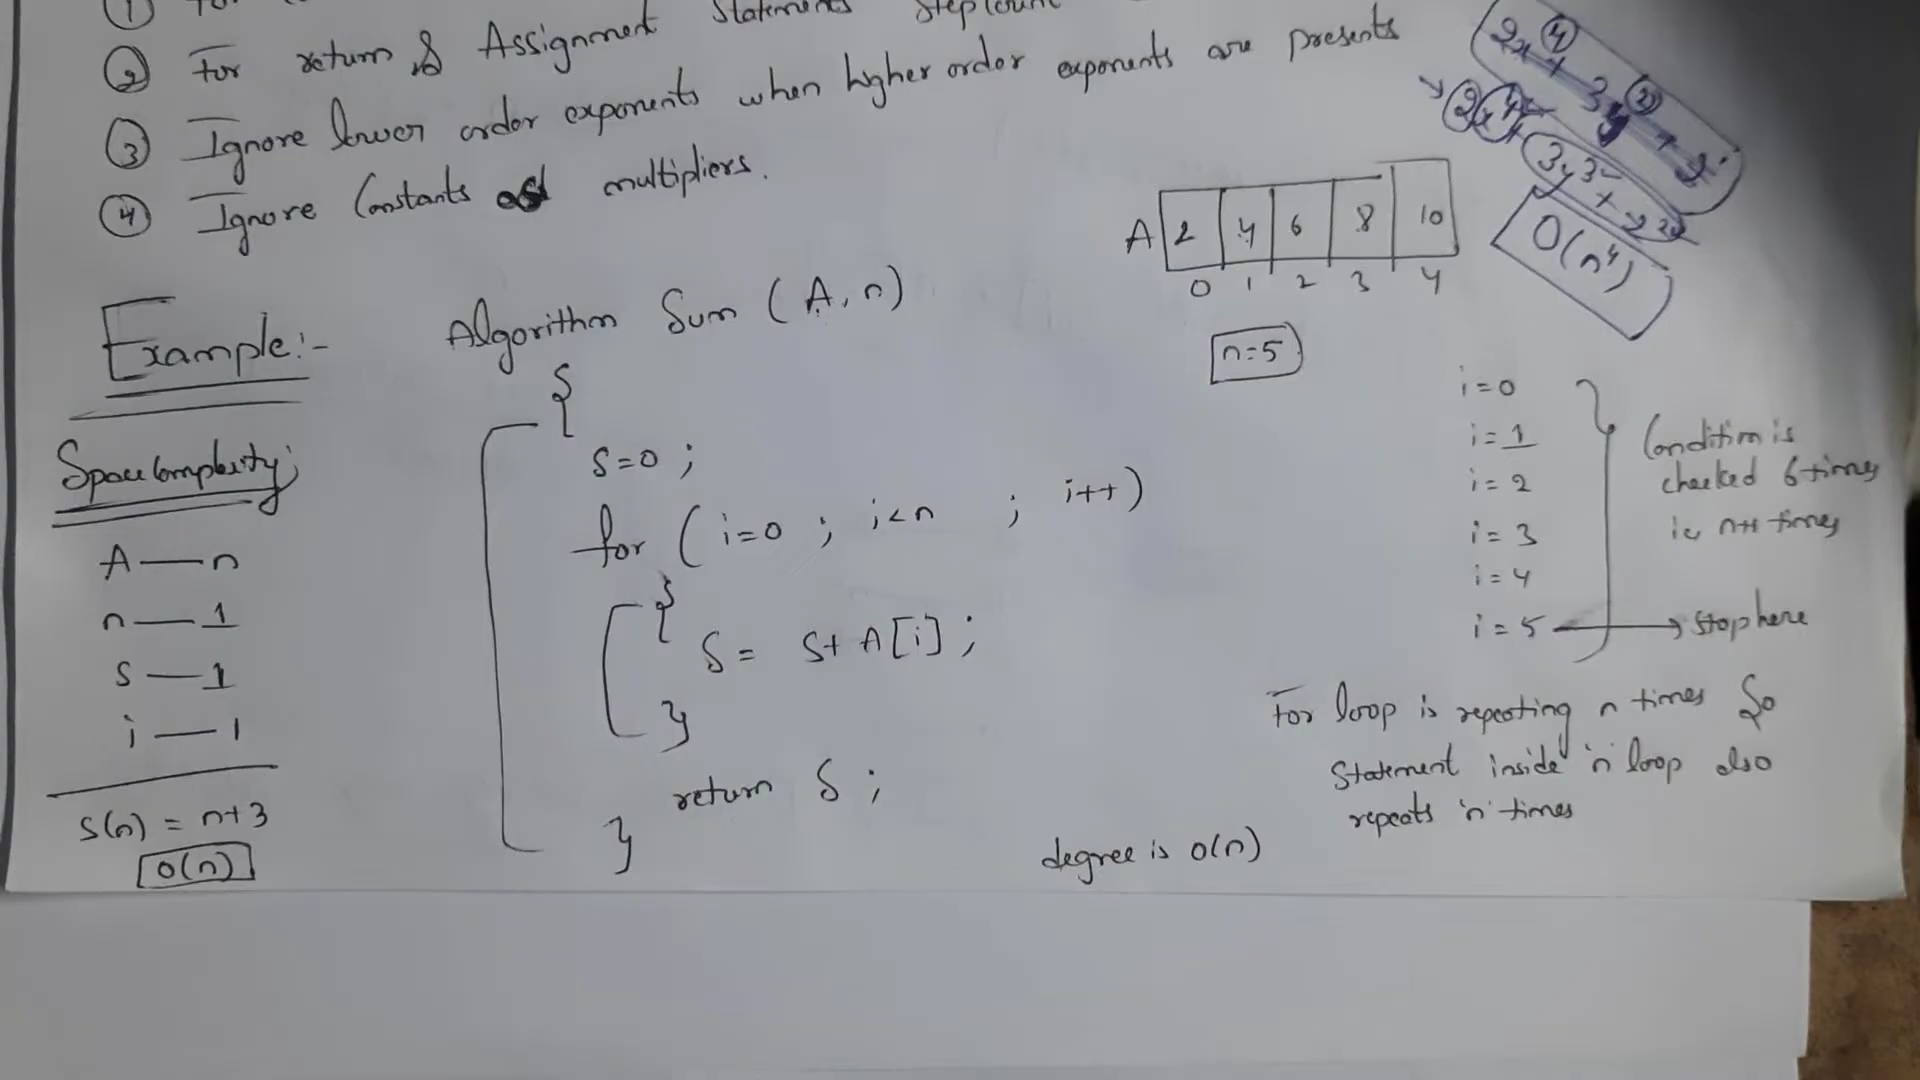 ① For
② For return & Assignment Statements Stepcount
③ Ignore lower order exponents when higher order exponents are presents
④ Ignore Constants multipliers.
O(n⁴)
A 2 4 6 8 10
0 1 2 3 4
n=5
Example:-
Algorithm Sum (A, n)
{
s=0 ;
for ( i=0 ; i<n ; i++)
{
S= S+ A[i] ;
}
return S ;
}
Space Complexity;
A — n
n — 1
S — 1
i — 1
S(n) = n+3
O(n)
i=0
i=1
i=2
i=3
i=4
i=5 → Stop here
Condition is
checked 6 times
ie n+1 times
For loop is repeating n times So
Statement inside 'n' loop also
repeats 'n' times
degree is O(n)